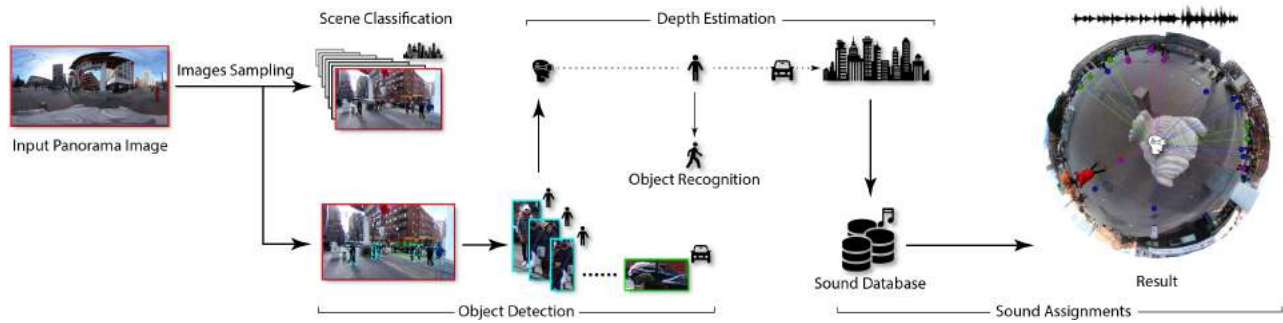 Scene Classification
Depth Estimation
Images Sampling
Input Panorama Image
Object Recognition
Sound Database
Result
Object Detection
Sound Assignments